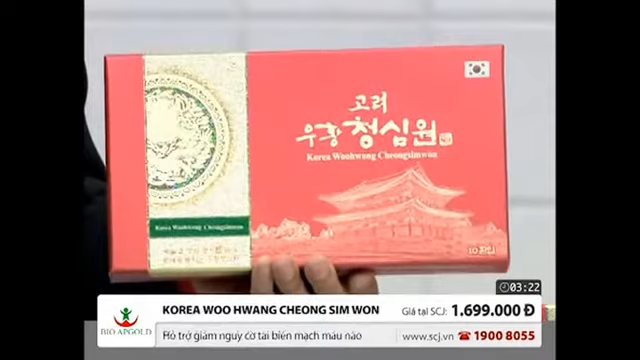 고려
우황청심원
Korea Woohwang Cheongsimwon
Korea Woohwang Cheongsimwon
10 환입
03:22
KOREA WOO HWANG CHEONG SIM WON
Giá tại SCJ: 1.699.000 Đ
BIO APGOLD
Hỗ trợ giảm nguy cơ tai biến mạch máu não
www.scj.vn ☎ 1900 8055